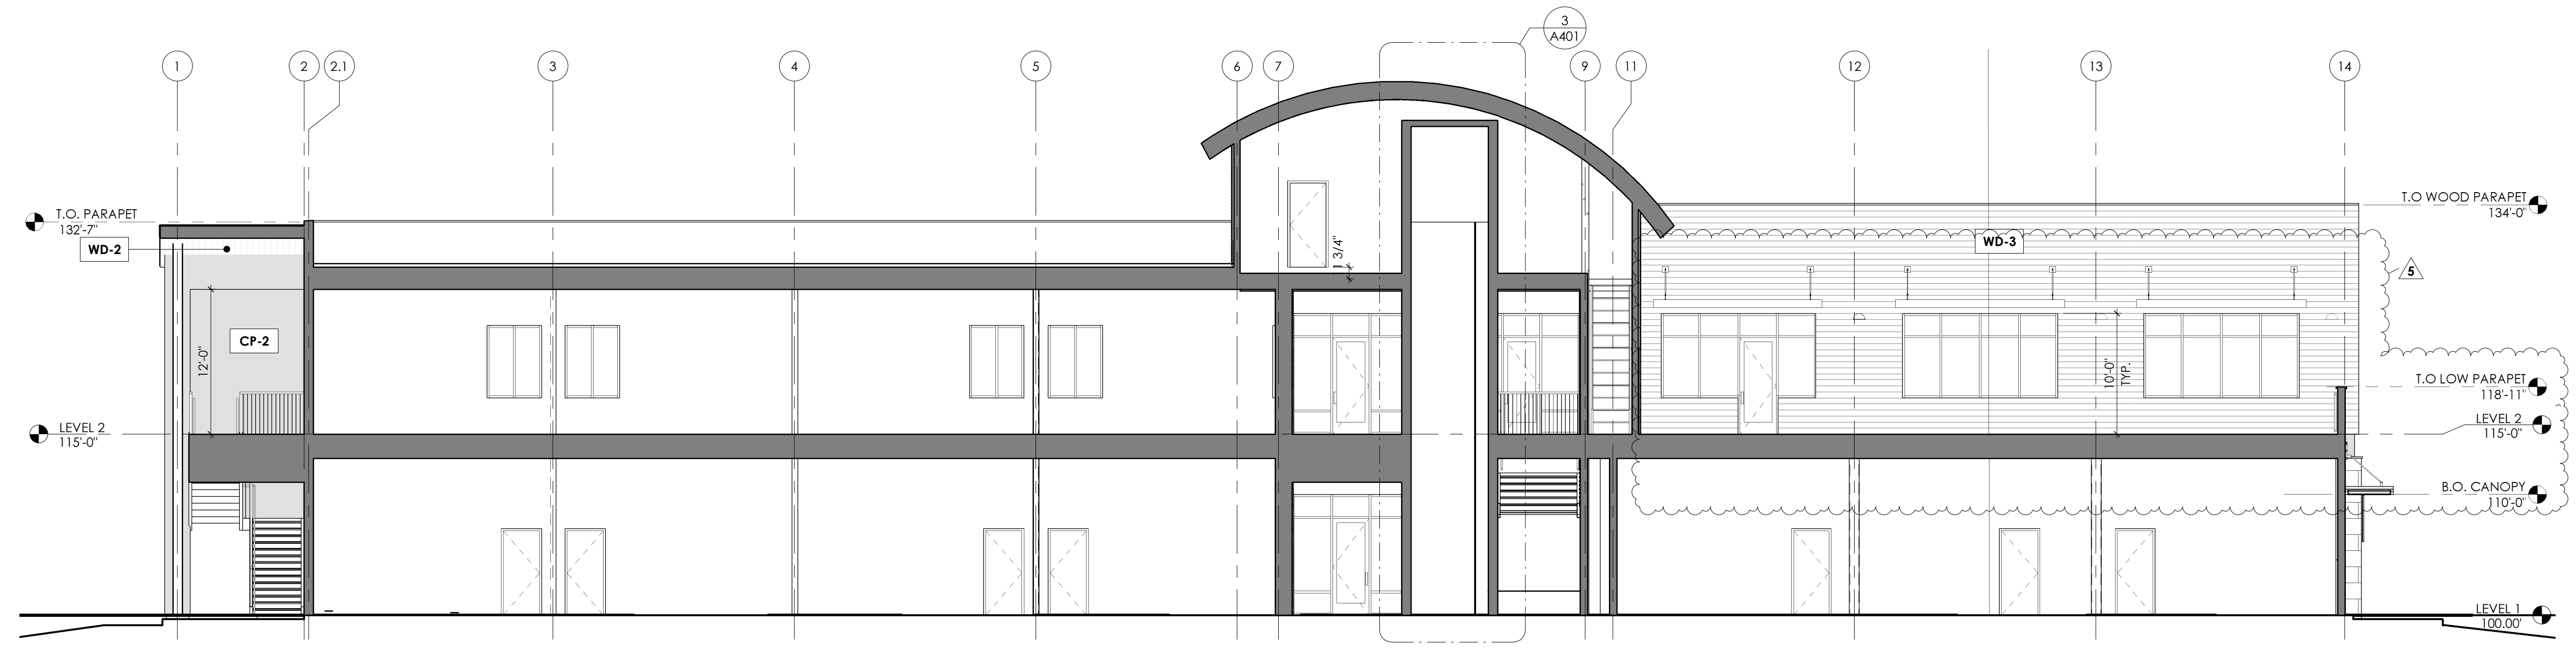 3
A401
1
2
2.1
3
4
5
6
7
9
11
12
13
14
T.O. PARAPET
132'-7"
WD-2
CP-2
12'-0"
LEVEL 2
115'-0"
1 3/4"
WD-3
5
10'-0"
TYP.
T.O WOOD PARAPET
134'-0"
T.O LOW PARAPET
118'-11"
LEVEL 2
115'-0"
B.O. CANOPY
110'-0"
LEVEL 1
100.00'